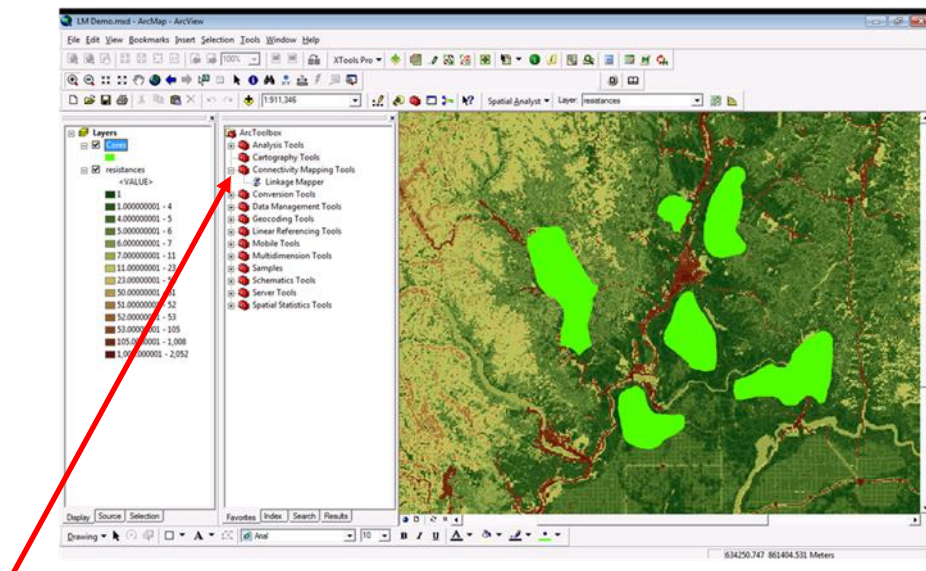 LM Demo.mxd - ArcMap - ArcView
File Edit View Bookmarks Insert Selection Tools Window Help
100% XTools Pro
1:911,346 Spatial Analyst Layer: resistances
Layers
Cores
resistances
<VALUE>
1
1.000000001 - 4
4.000000001 - 5
5.000000001 - 6
6.000000001 - 7
7.000000001 - 11
11.00000001 - 23
23.00000001 -
50.00000001 -
51.00000001 - 52
52.00000001 - 53
53.00000001 - 105
105.0000001 - 1,008
- 2,052
Display Source Selection
ArcToolbox
Analysis Tools
Cartography Tools
Connectivity Mapping Tools
Linkage Mapper
Conversion Tools
Data Management Tools
Geocoding Tools
Linear Referencing Tools
Mobile Tools
Multidimension Tools
Samples
Schematics Tools
Server Tools
Spatial Statistics Tools
Favorites Index Search Results
Drawing A Arial 10 B I U A
634250.747 861404.531 Meters